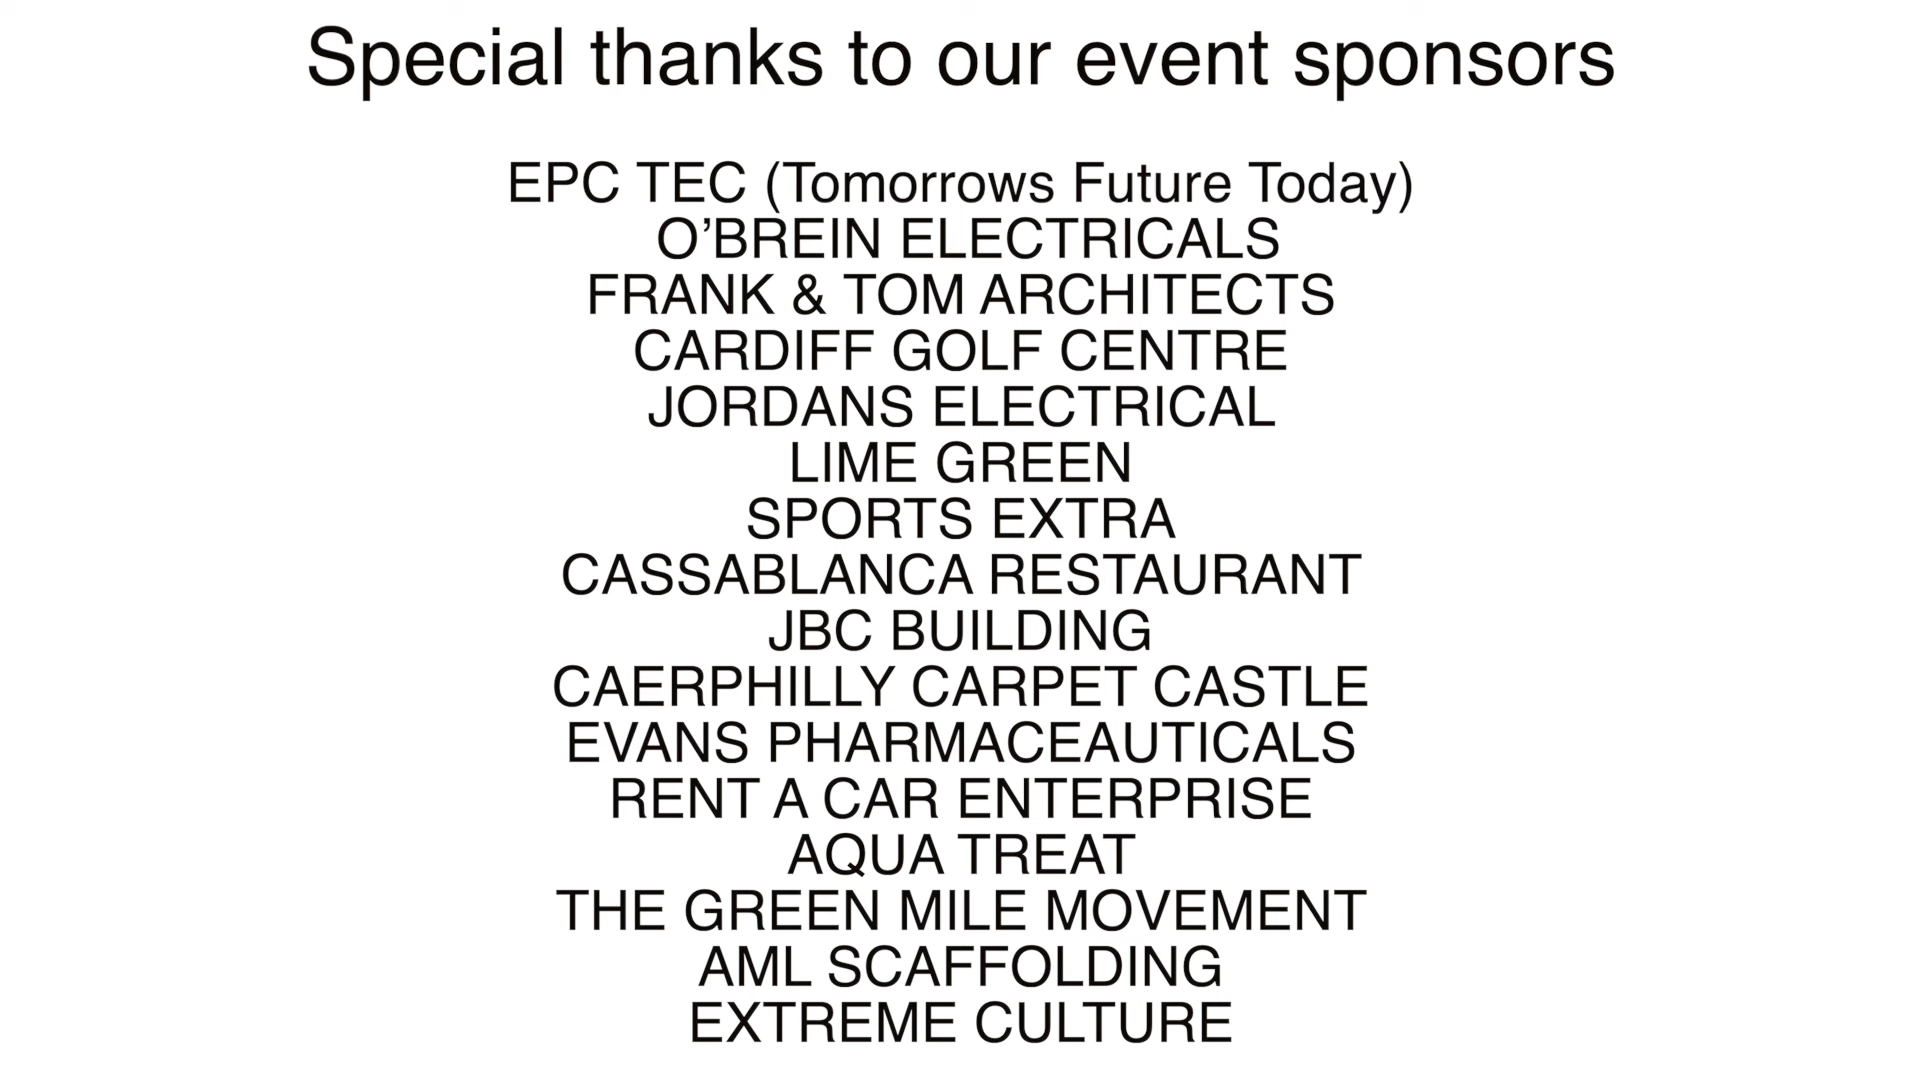 Special thanks to our event sponsors
EPC TEC (Tomorrows Future Today)
O’BREIN ELECTRICALS
FRANK & TOM ARCHITECTS
CARDIFF GOLF CENTRE
JORDANS ELECTRICAL
LIME GREEN
SPORTS EXTRA
CASSABLANCA RESTAURANT
JBC BUILDING
CAERPHILLY CARPET CASTLE
EVANS PHARMACEAUTICALS
RENT A CAR ENTERPRISE
AQUA TREAT
THE GREEN MILE MOVEMENT
AML SCAFFOLDING
EXTREME CULTURE